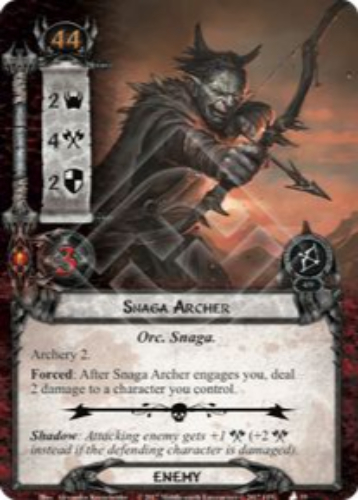 44
2
4
2
3
Snaga Archer
Orc. Snaga.
Archery 2.
Forced: After Snaga Archer engages you, deal
2 damage to a character you control.
Shadow: Attacking enemy gets +1 (+2
instead if the defending character is damaged).
ENEMY